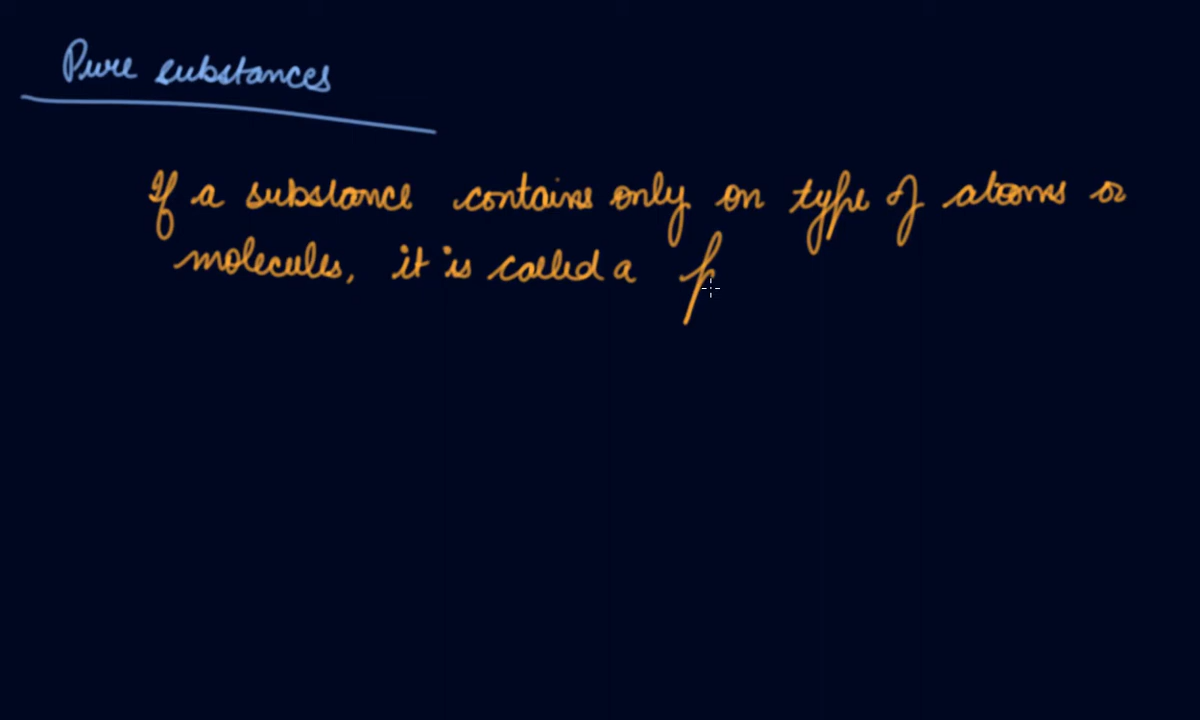 Pure substances
If a substance contains only on type of atoms or
molecules, it is called a p